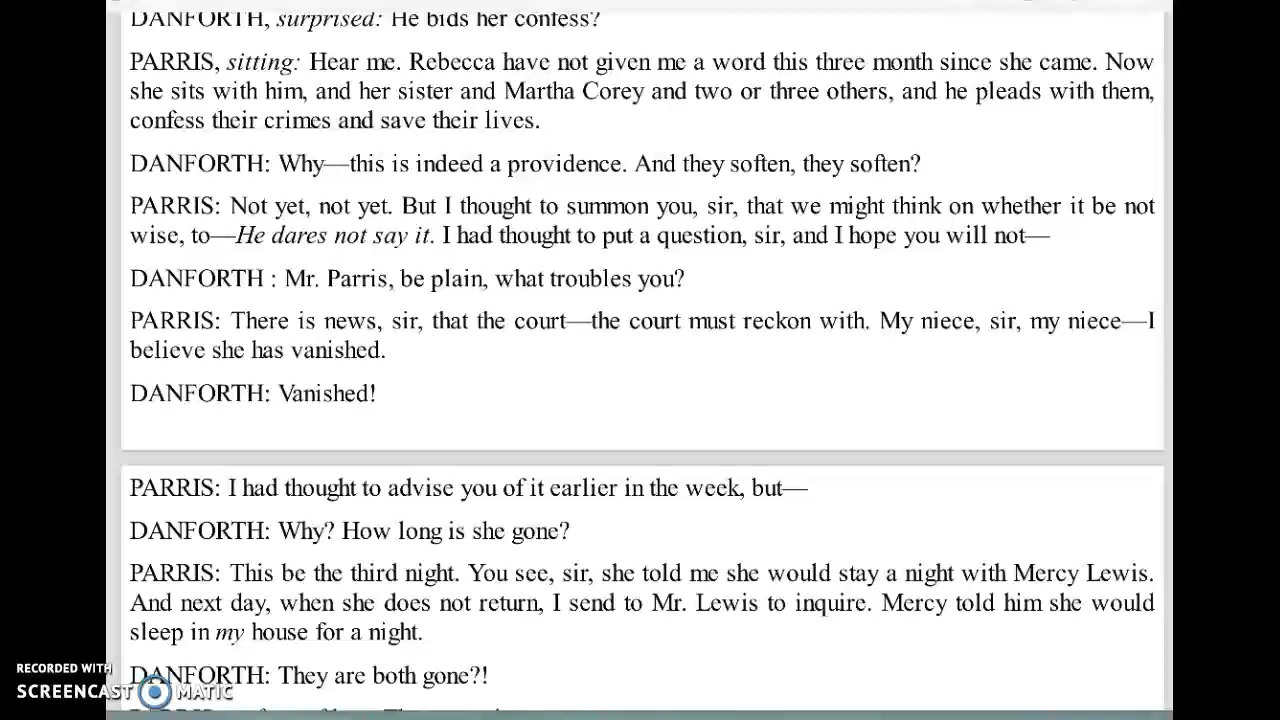 DANFORTH, surprised: He bids her confess?
PARRIS, sitting: Hear me. Rebecca have not given me a word this three month since she came. Now
she sits with him, and her sister and Martha Corey and two or three others, and he pleads with them,
confess their crimes and save their lives.
DANFORTH: Why—this is indeed a providence. And they soften, they soften?
PARRIS: Not yet, not yet. But I thought to summon you, sir, that we might think on whether it be not
wise, to—He dares not say it. I had thought to put a question, sir, and I hope you will not—
DANFORTH : Mr. Parris, be plain, what troubles you?
PARRIS: There is news, sir, that the court—the court must reckon with. My niece, sir, my niece—I
believe she has vanished.
DANFORTH: Vanished!
PARRIS: I had thought to advise you of it earlier in the week, but—
DANFORTH: Why? How long is she gone?
PARRIS: This be the third night. You see, sir, she told me she would stay a night with Mercy Lewis.
And next day, when she does not return, I send to Mr. Lewis to inquire. Mercy told him she would
sleep in my house for a night.
DANFORTH: They are both gone?!
RECORDED WITH
SCREENCAST MATIC